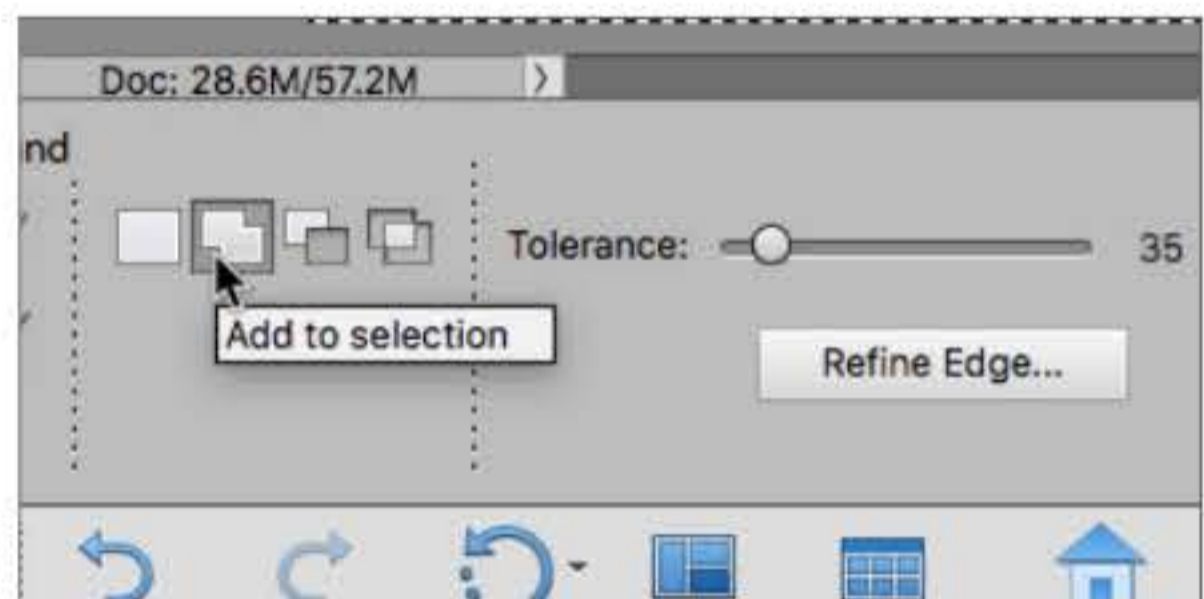 Doc: 28.6M/57.2M >
nd
Tolerance: 35
Add to selection
Refine Edge...